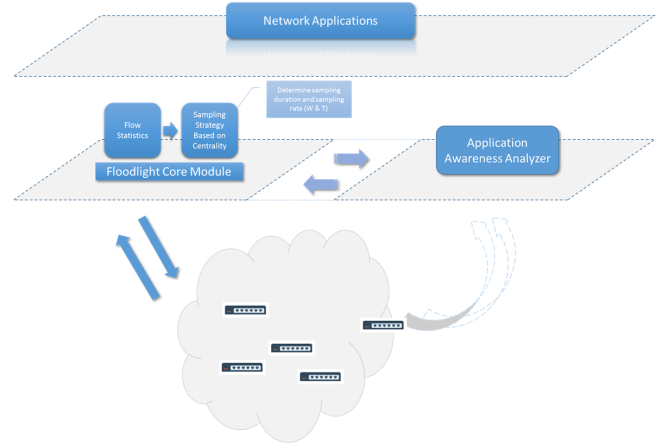 Network Applications
Determine sampling
duration and sampling
rate (W & T)
Flow
Statistics
Sampling
Strategy
Based on
Centrality
Floodlight Core Module
Application
Awareness Analyzer